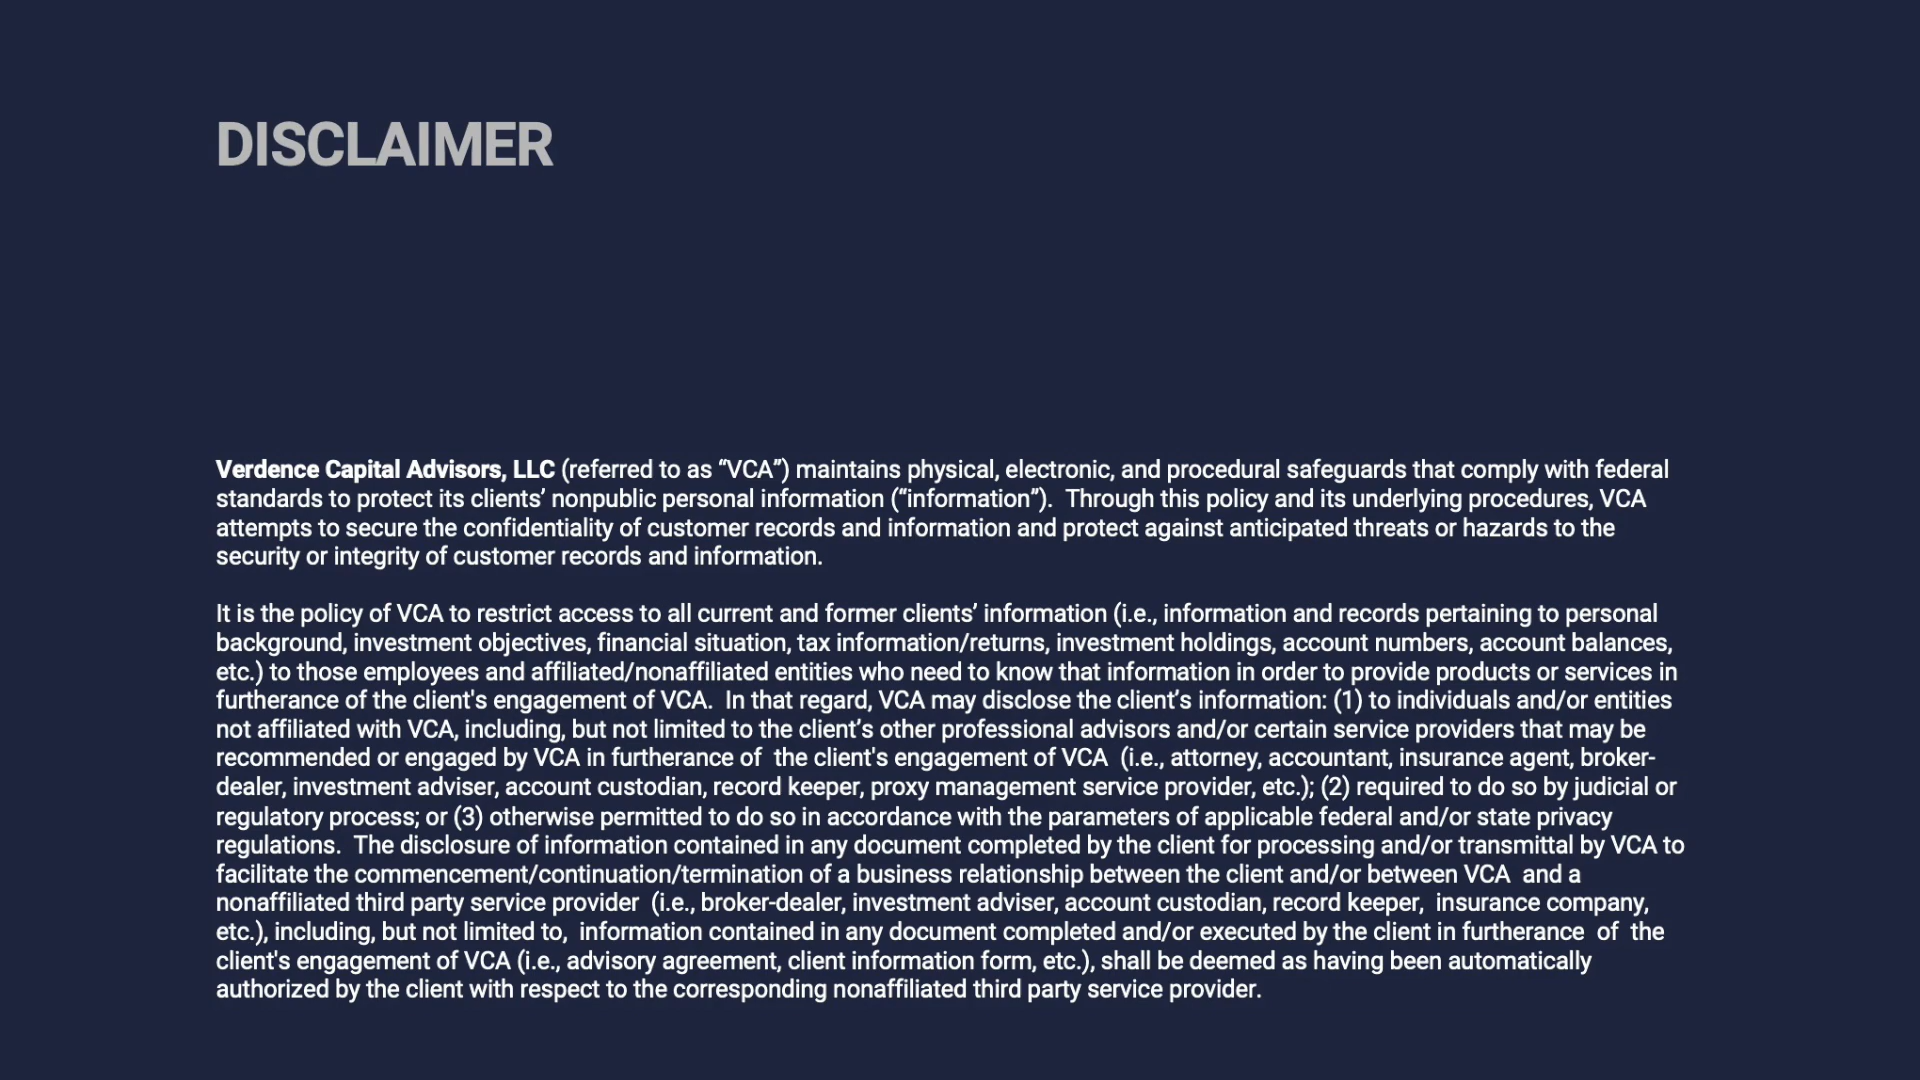 DISCLAIMER
Verdence Capital Advisors, LLC (referred to as “VCA”) maintains physical, electronic, and procedural safeguards that comply with federal
standards to protect its clients’ nonpublic personal information (“information”).  Through this policy and its underlying procedures, VCA
attempts to secure the confidentiality of customer records and information and protect against anticipated threats or hazards to the
security or integrity of customer records and information.
It is the policy of VCA to restrict access to all current and former clients’ information (i.e., information and records pertaining to personal
background, investment objectives, financial situation, tax information/returns, investment holdings, account numbers, account balances,
etc.) to those employees and affiliated/nonaffiliated entities who need to know that information in order to provide products or services in
furtherance of the client's engagement of VCA.  In that regard, VCA may disclose the client’s information: (1) to individuals and/or entities
not affiliated with VCA, including, but not limited to the client’s other professional advisors and/or certain service providers that may be
recommended or engaged by VCA in furtherance of  the client's engagement of VCA  (i.e., attorney, accountant, insurance agent, broker-
dealer, investment adviser, account custodian, record keeper, proxy management service provider, etc.); (2) required to do so by judicial or
regulatory process; or (3) otherwise permitted to do so in accordance with the parameters of applicable federal and/or state privacy
regulations.  The disclosure of information contained in any document completed by the client for processing and/or transmittal by VCA to
facilitate the commencement/continuation/termination of a business relationship between the client and/or between VCA  and a
nonaffiliated third party service provider  (i.e., broker-dealer, investment adviser, account custodian, record keeper,  insurance company,
etc.), including, but not limited to,  information contained in any document completed and/or executed by the client in furtherance  of  the
client's engagement of VCA (i.e., advisory agreement, client information form, etc.), shall be deemed as having been automatically
authorized by the client with respect to the corresponding nonaffiliated third party service provider.